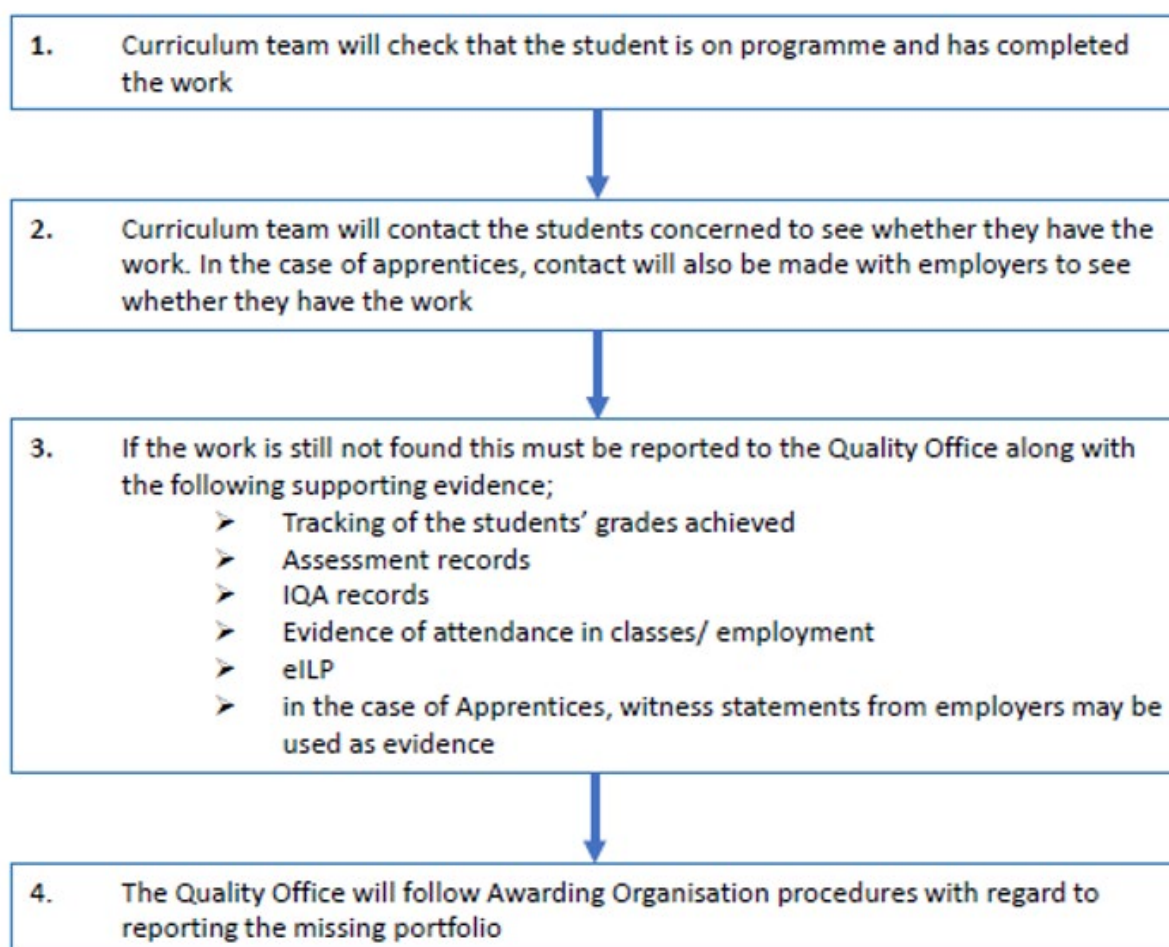 1. Curriculum team will check that the student is on programme and has completed
the work
2. Curriculum team will contact the students concerned to see whether they have the
work. In the case of apprentices, contact will also be made with employers to see
whether they have the work
3. If the work is still not found this must be reported to the Quality Office along with
the following supporting evidence;
➢ Tracking of the students’ grades achieved
➢ Assessment records
➢ IQA records
➢ Evidence of attendance in classes/ employment
➢ eILP
➢ in the case of Apprentices, witness statements from employers may be
used as evidence
4. The Quality Office will follow Awarding Organisation procedures with regard to
reporting the missing portfolio